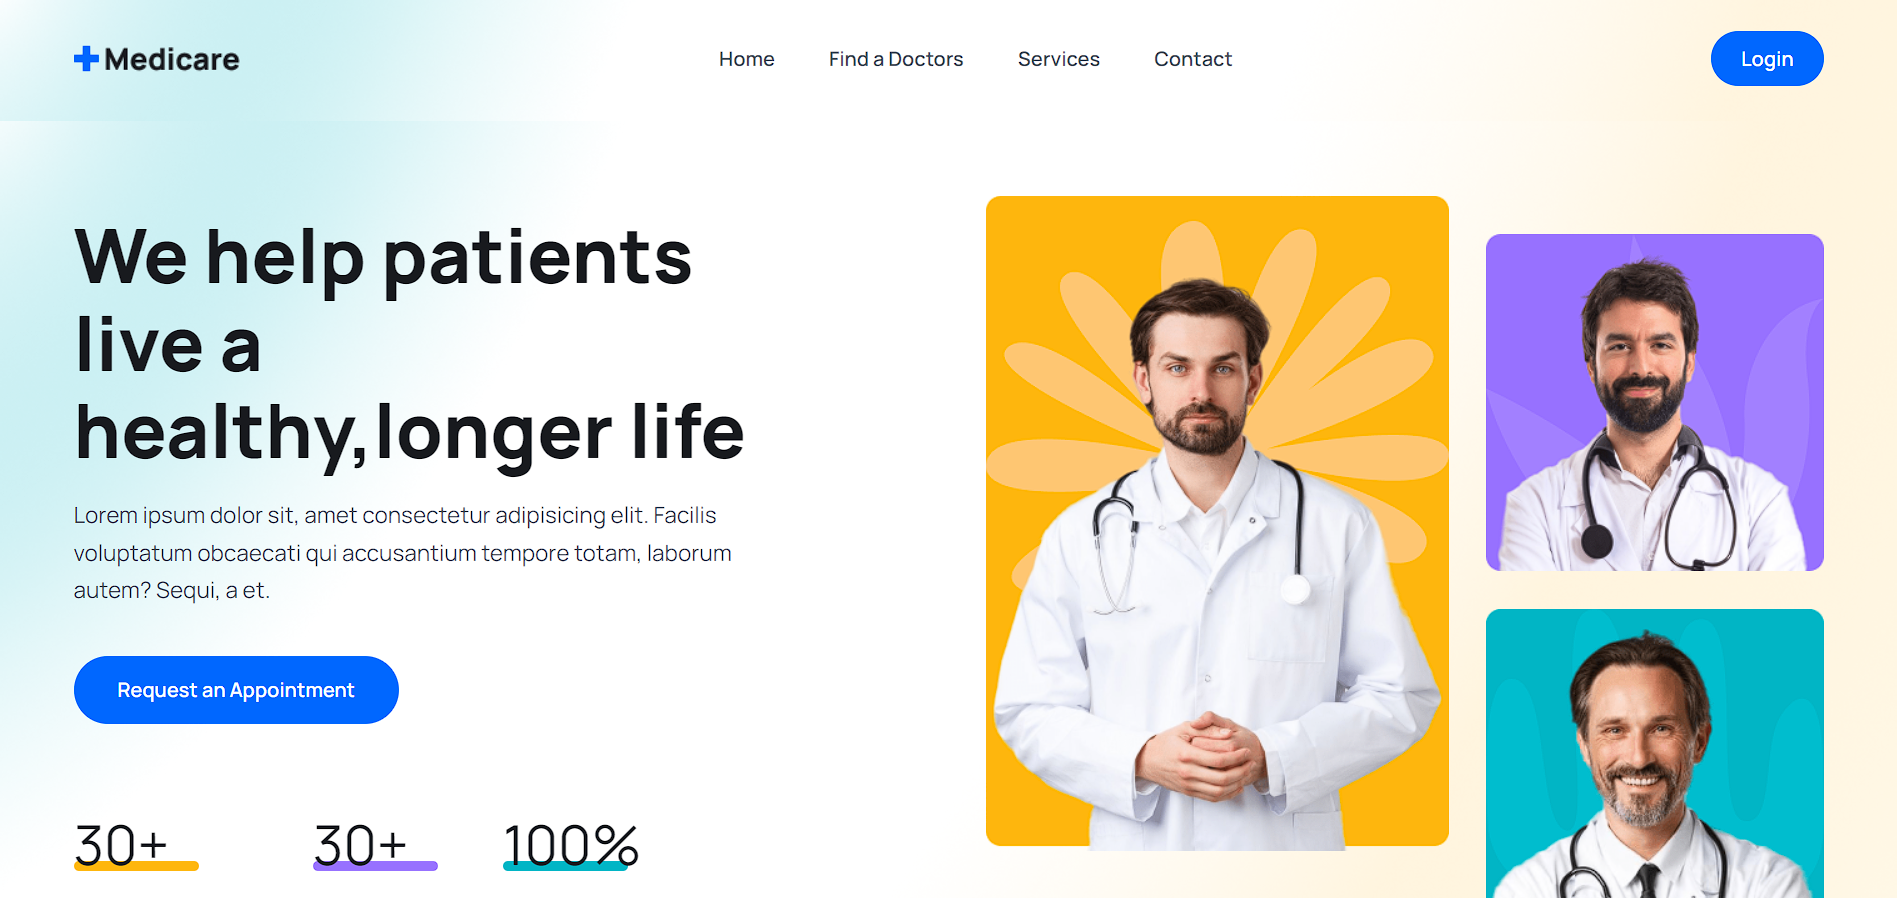 Medicare
Home
Find a Doctors
Services
Contact
Login
We help patients
live a
healthy,longer life
Lorem ipsum dolor sit, amet consectetur adipisicing elit. Facilis
voluptatum obcaecati qui accusantium tempore totam, laborum
autem? Sequi, a et.
Request an Appointment
30+
30+
100%